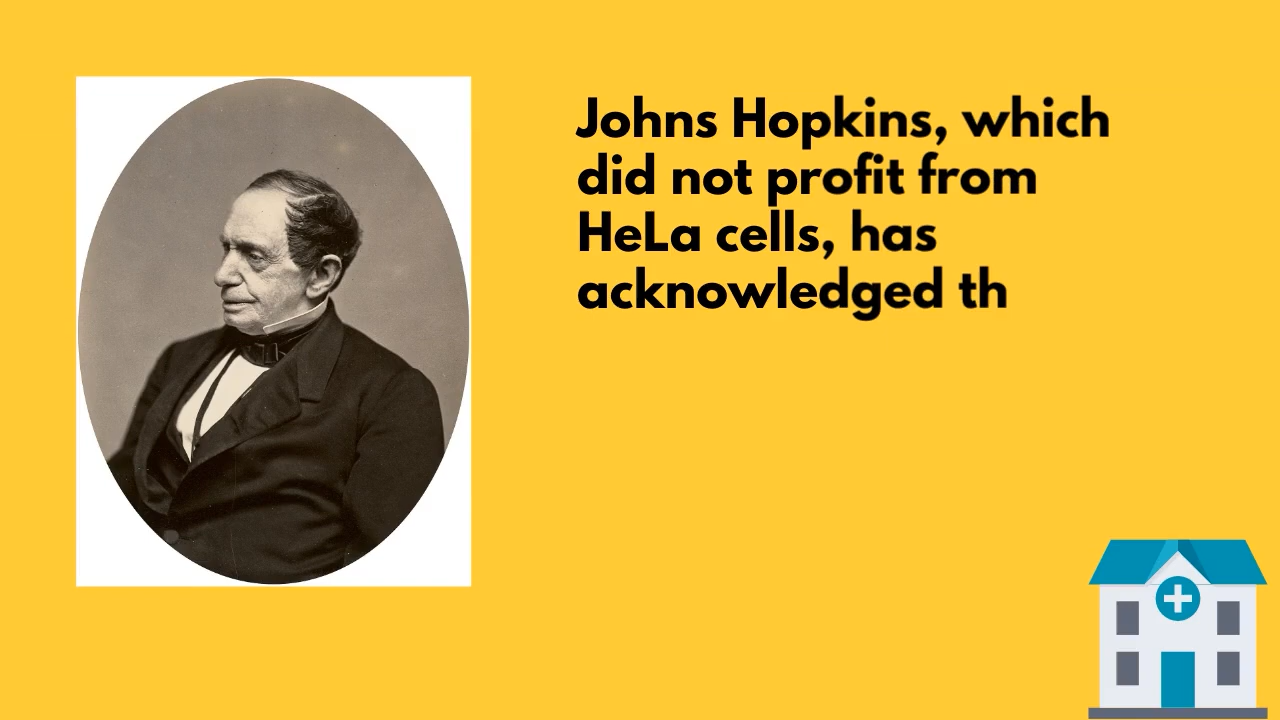 Johns Hopkins, which
did not profit from
HeLa cells, has
acknowledged th